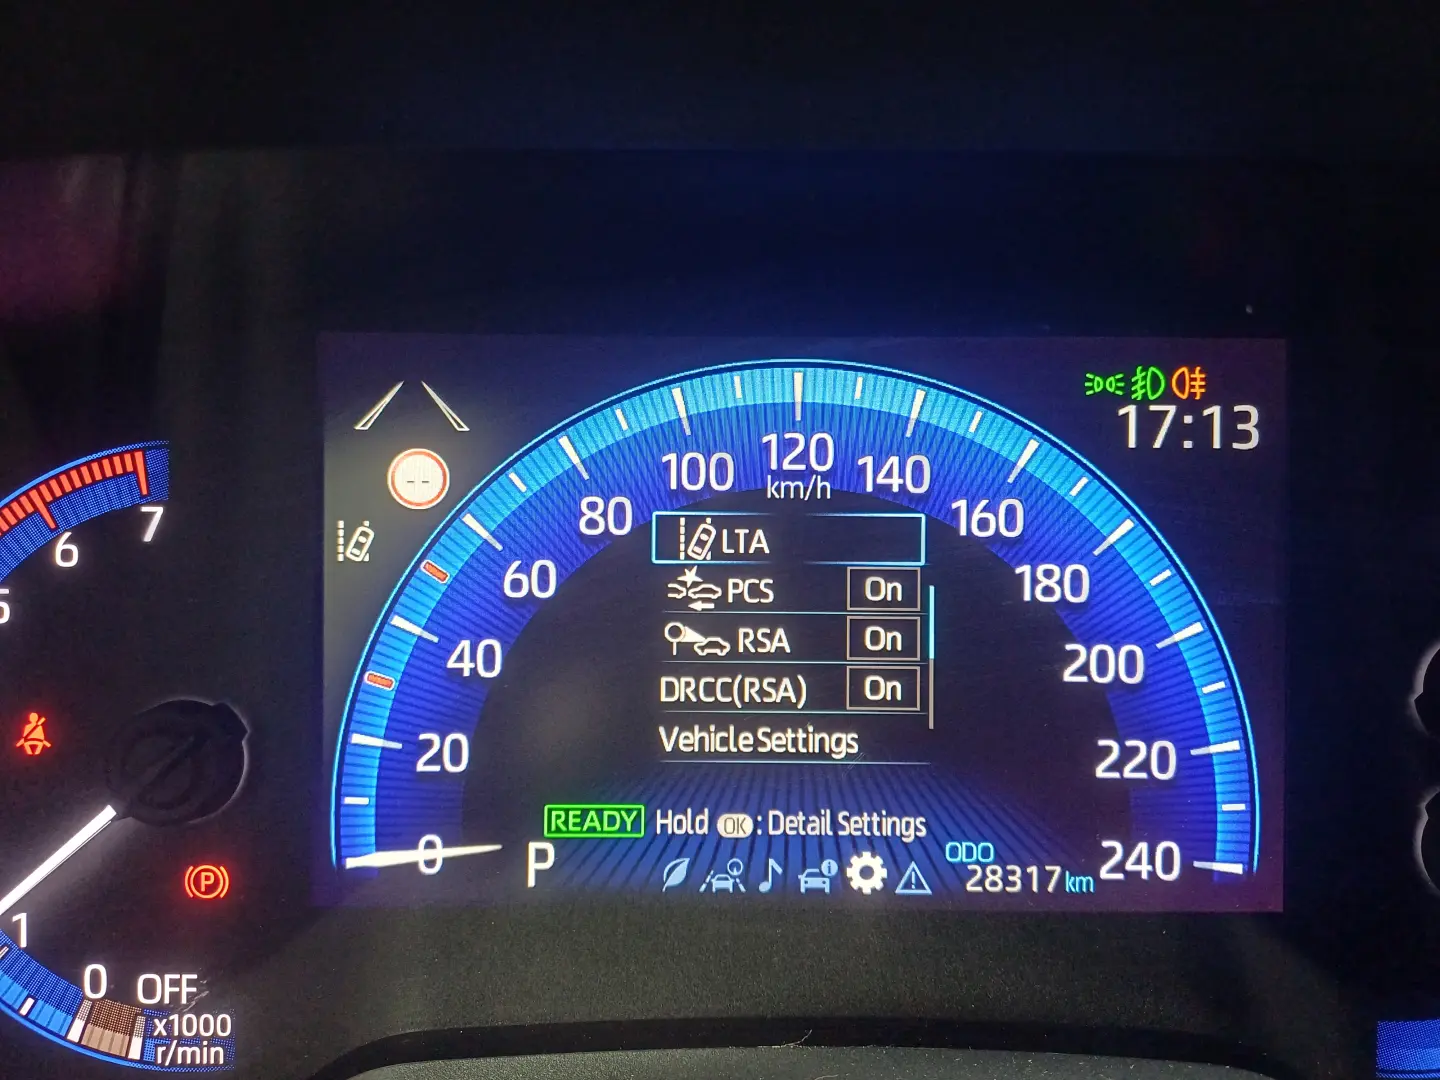 17:13
0
20
40
60
80
100
120
140
160
180
200
220
240
km/h
LTA
PCS On
RSA On
DRCC(RSA) On
Vehicle Settings
READY Hold OK : Detail Settings
P
ODO
28317 km
--
5
6
7
P
1
0
OFF
x1000
r/min